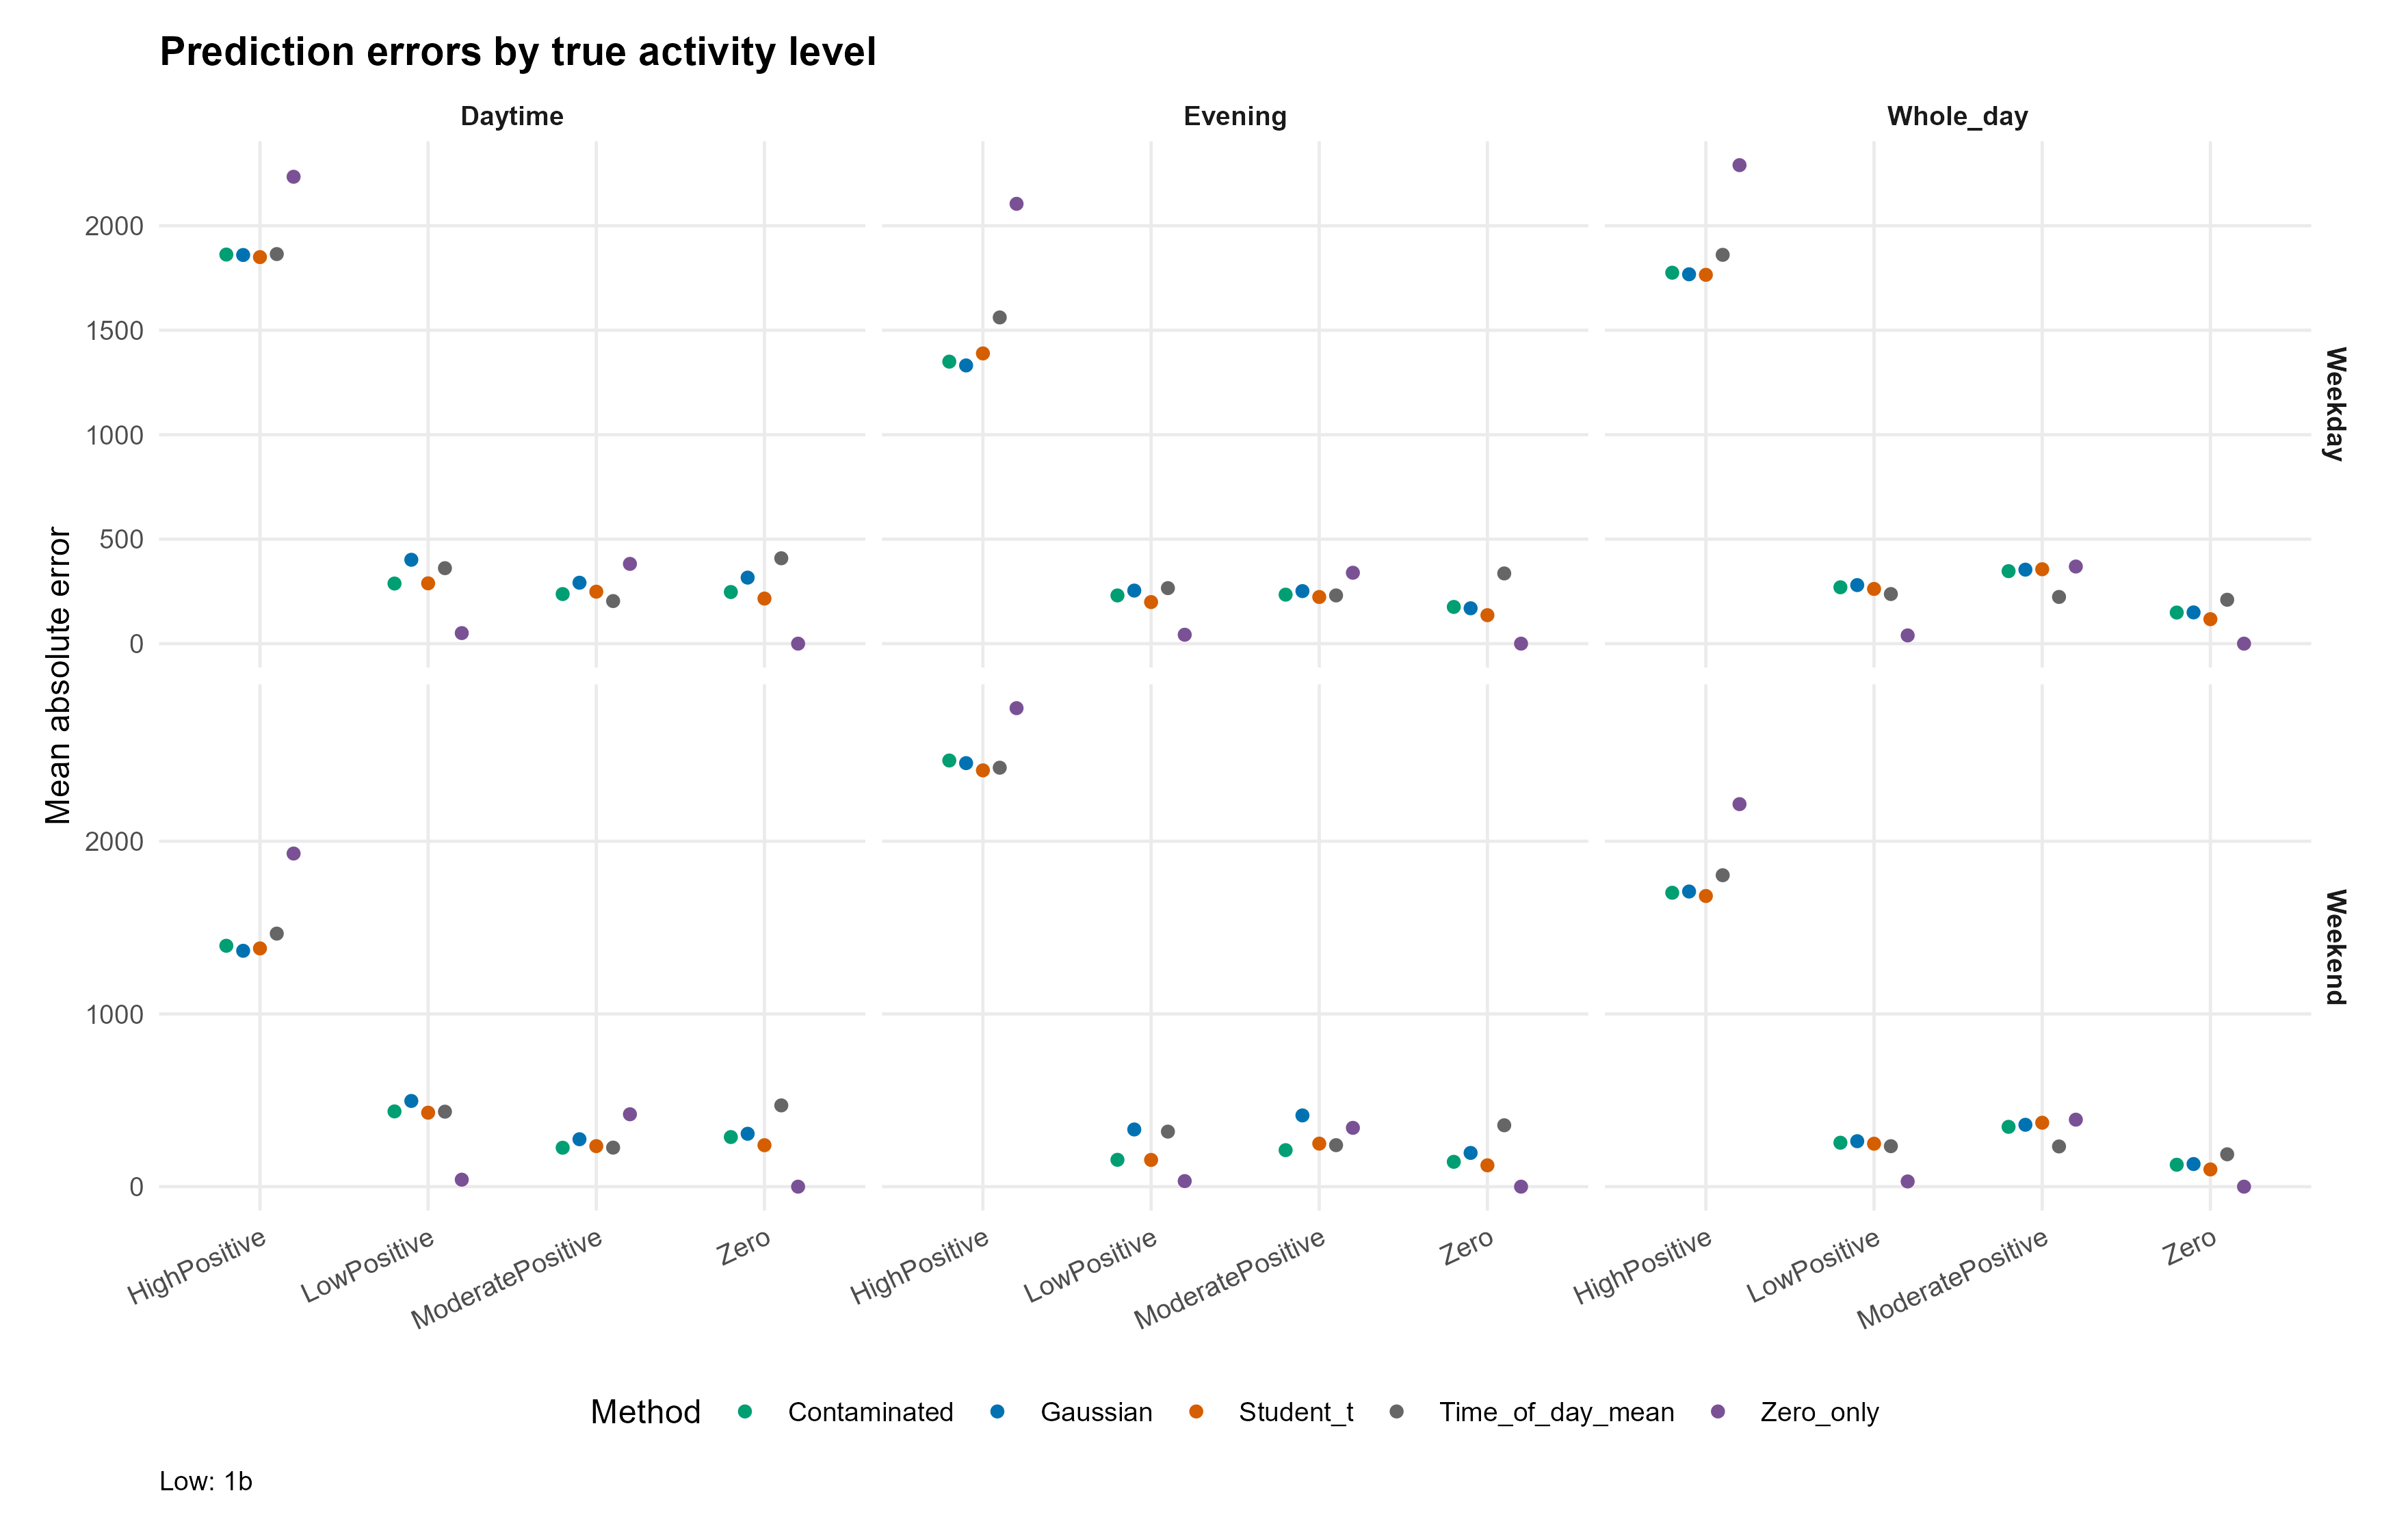 Prediction errors by true activity level
Daytime
Evening
Whole_day
2000
1500
1000
500
0
Weekday
Mean absolute error
2000
1000
0
Weekend
HighPositive
LowPositive
ModeratePositive
Zero
HighPositive
LowPositive
ModeratePositive
Zero
HighPositive
LowPositive
ModeratePositive
Zero
Method Contaminated Gaussian Student_t Time_of_day_mean Zero_only
Low: 1b